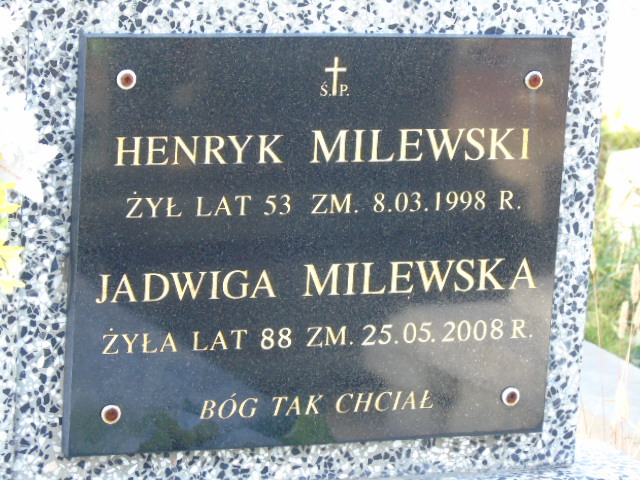 Ś. P.
HENRYK MILEWSKI
ŻYŁ LAT 53 ZM. 8.03.1998 R.
JADWIGA MILEWSKA
ŻYŁA LAT 88 ZM. 25.05.2008 R.
BÓG TAK CHCIAŁ